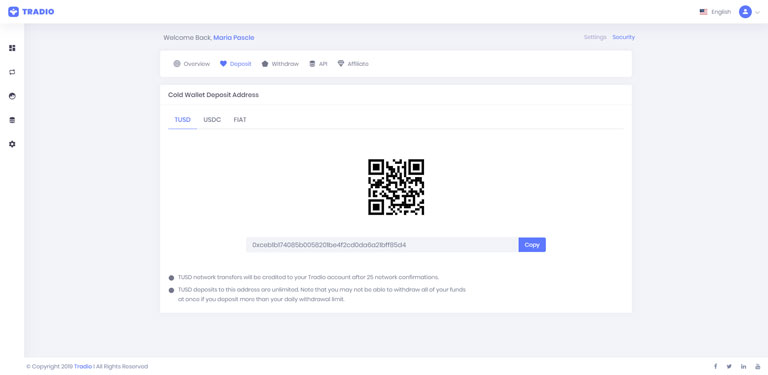 TRADIO
English
Welcome Back, Maria Pascle
Settings Security
Overview Deposit Withdraw API Affiliate
Cold Wallet Deposit Address
TUSD USDC FIAT
0xceb1b174085b0058201be4f2cd0da6a21bff85d4
Copy
TUSD network transfers will be credited to your Tradio account after 25 network confirmations.
TUSD deposits to this address are unlimited. Note that you may not be able to withdraw all of your funds
at once if you deposit more than your daily withdrawal limit.
© Copyright 2019 Tradio I All Rights Reserved